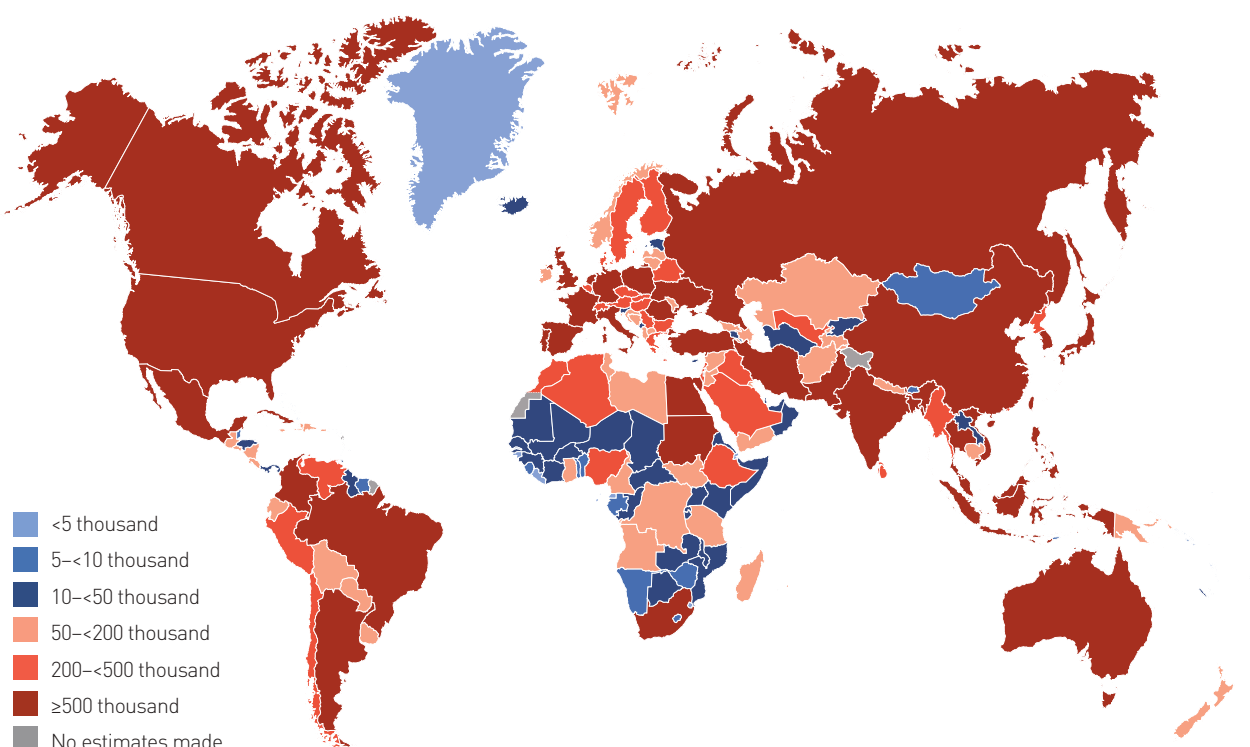 <5 thousand
5–<10 thousand
10–<50 thousand
50–<200 thousand
200–<500 thousand
≥500 thousand
No estimates made